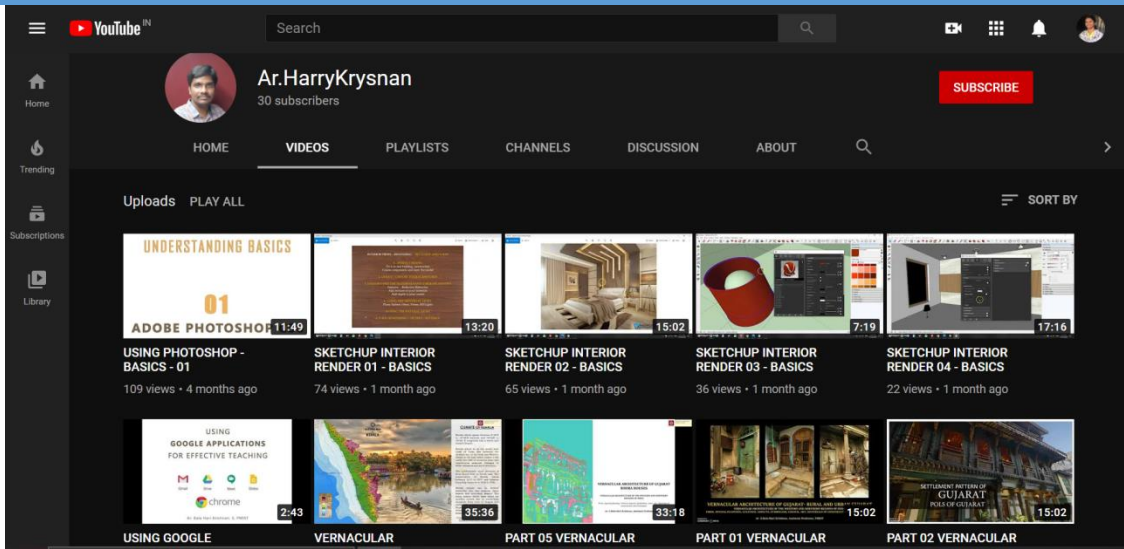 YouTube IN
Search
Ar.HarryKrysnan
30 subscribers
SUBSCRIBE
Home
Trending
Subscriptions
Library
HOME VIDEOS PLAYLISTS CHANNELS DISCUSSION ABOUT
Uploads PLAY ALL
SORT BY
UNDERSTANDING BASICS
01
ADOBE PHOTOSHOP
11:49
13:20
15:02
7:19
17:16
USING PHOTOSHOP -
BASICS - 01
109 views • 4 months ago
SKETCHUP INTERIOR
RENDER 01 - BASICS
74 views • 1 month ago
SKETCHUP INTERIOR
RENDER 02 - BASICS
65 views • 1 month ago
SKETCHUP INTERIOR
RENDER 03 - BASICS
36 views • 1 month ago
SKETCHUP INTERIOR
RENDER 04 - BASICS
22 views • 1 month ago
USING
GOOGLE APPLICATIONS
FOR EFFECTIVE TEACHING
chrome
2:43
35:36
33:18
VERNACULAR ARCHITECTURE OF GUJARAT
15:02
SETTLEMENT PATTERN OF
GUJARAT
POLS OF GUJARAT
15:02
USING GOOGLE
VERNACULAR
PART 05 VERNACULAR
PART 01 VERNACULAR
PART 02 VERNACULAR